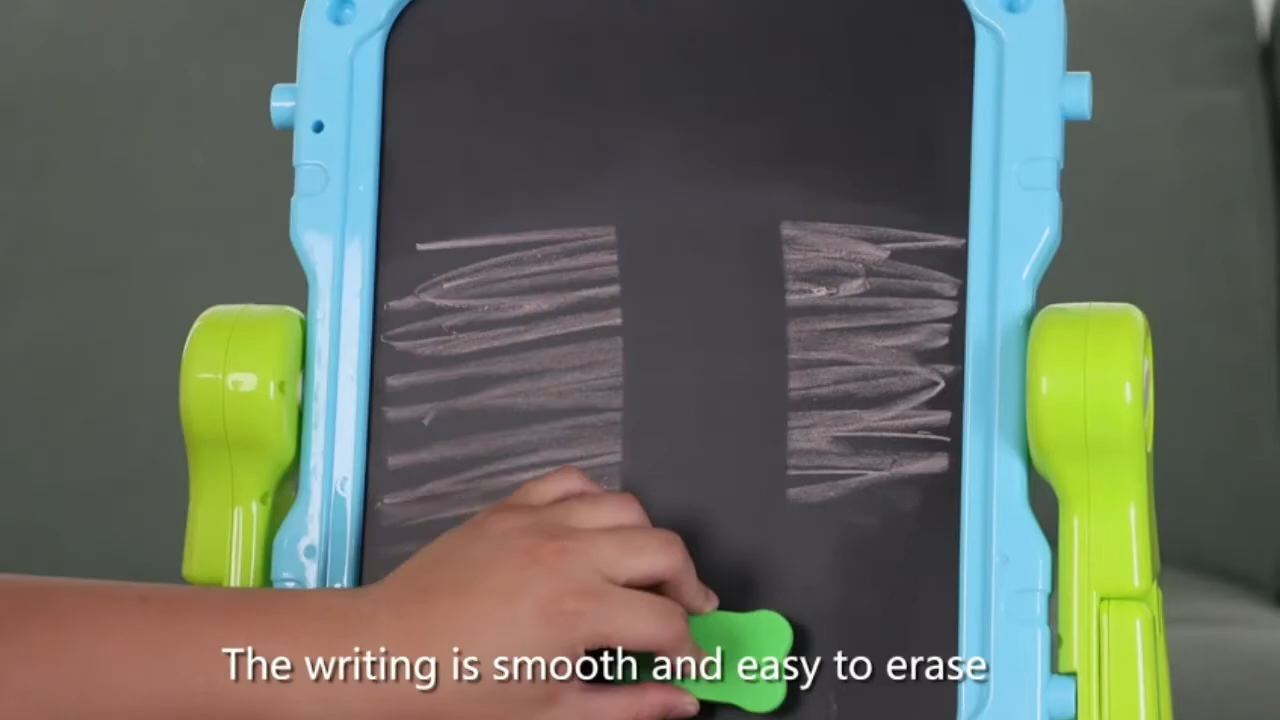 The writing is smooth and easy to erase